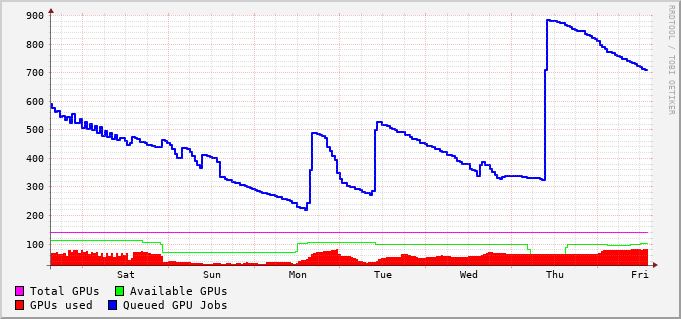 900
800
700
600
500
400
300
200
100
Sat Sun Mon Tue Wed Thu Fri
Total GPUs Available GPUs
GPUs used Queued GPU Jobs
RRDTOOL / TOBI OETIKER